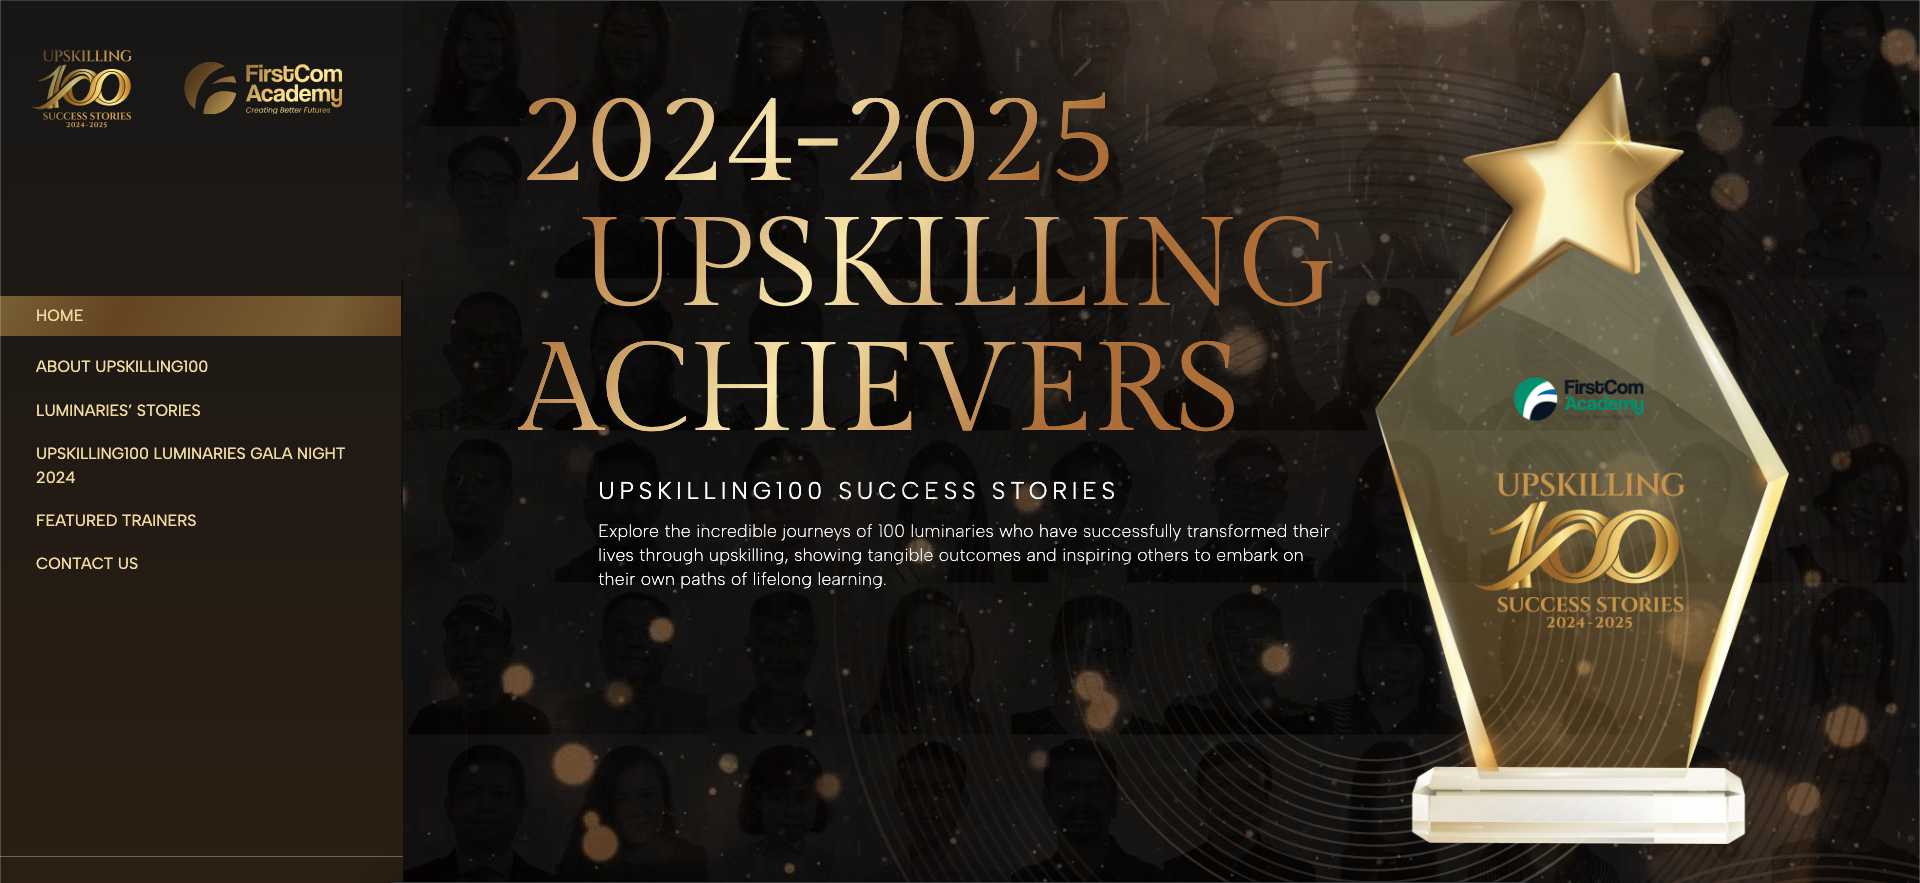 UPSKILLING
100
SUCCESS STORIES
2024-2025
FirstCom
Academy
Creating Better Futures
HOME
ABOUT UPSKILLING100
LUMINARIES’ STORIES
UPSKILLING100 LUMINARIES GALA NIGHT
2024
FEATURED TRAINERS
CONTACT US
2024-2025
UPSKILLING
ACHIEVERS
UPSKILLING100 SUCCESS STORIES
Explore the incredible journeys of 100 luminaries who have successfully transformed their
lives through upskilling, showing tangible outcomes and inspiring others to embark on
their own paths of lifelong learning.
FirstCom
Academy
UPSKILLING
100
SUCCESS STORIES
2024-2025